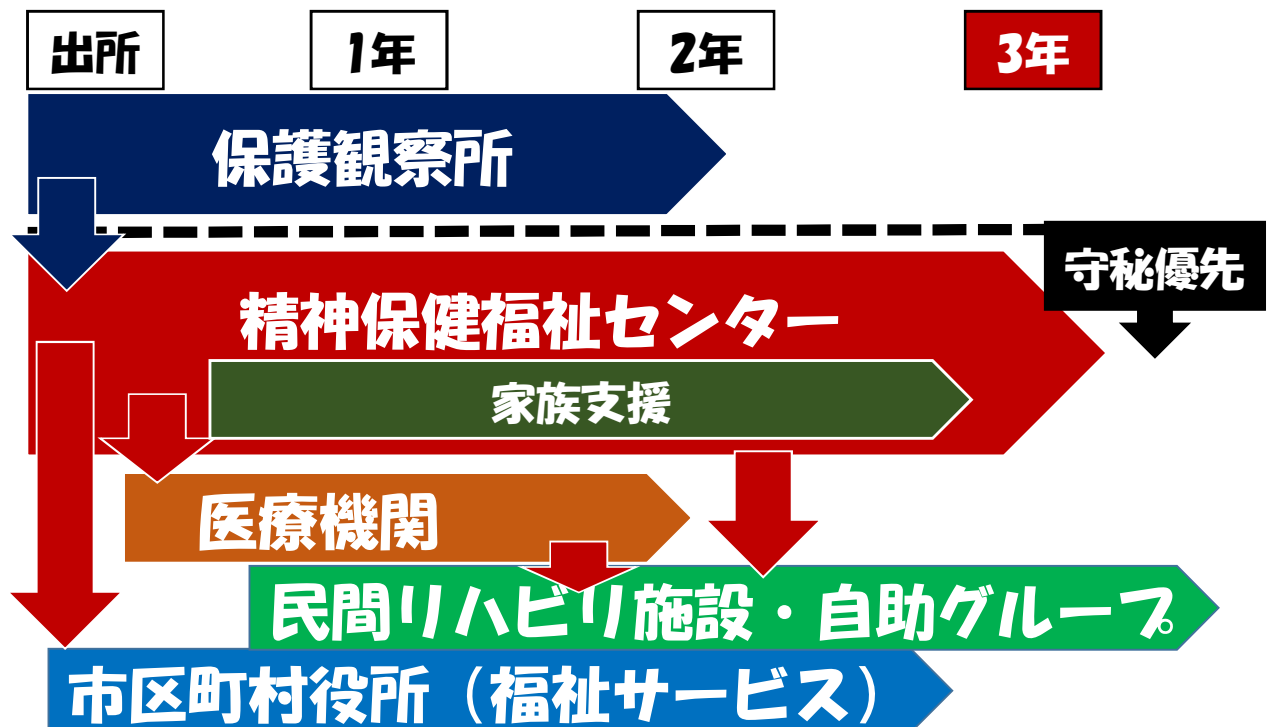 出所
1年
2年
3年
保護観察所
守秘優先
精神保健福祉センター
家族支援
医療機関
民間リハビリ施設・自助グループ
市区町村役所（福祉サービス）